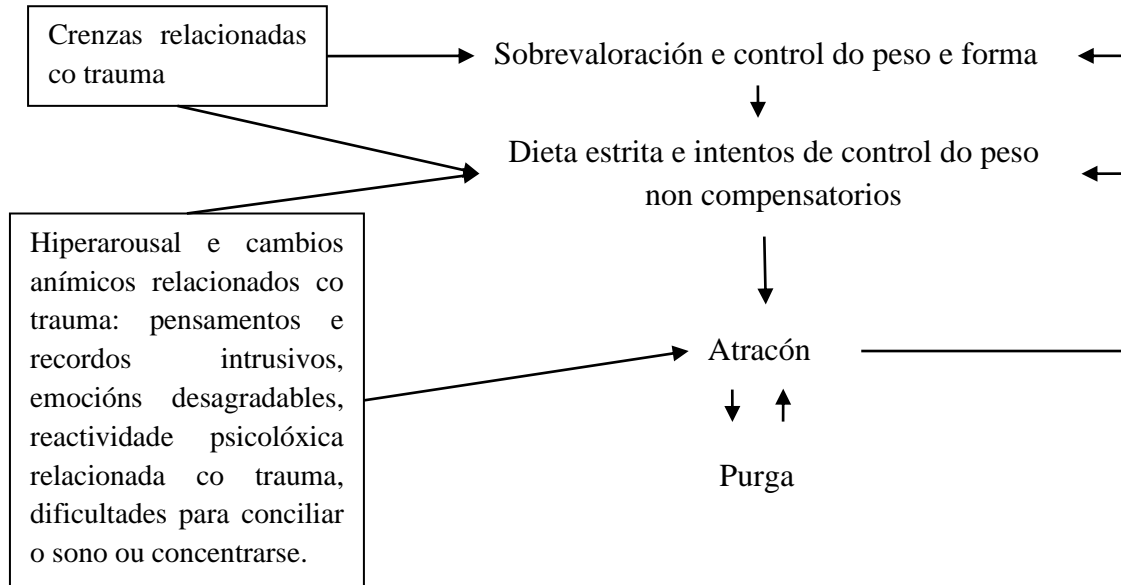 Crenzas relacionadas
co trauma
Sobrevaloración e control do peso e forma
Dieta estrita e intentos de control do peso
non compensatorios
Hiperarousal e cambios
anímicos relacionados co
trauma: pensamentos e
recordos intrusivos,
emocións desagradables,
reactividade psicolóxica
relacionada co trauma,
dificultades para conciliar
o sono ou concentrarse.
Atracón
Purga